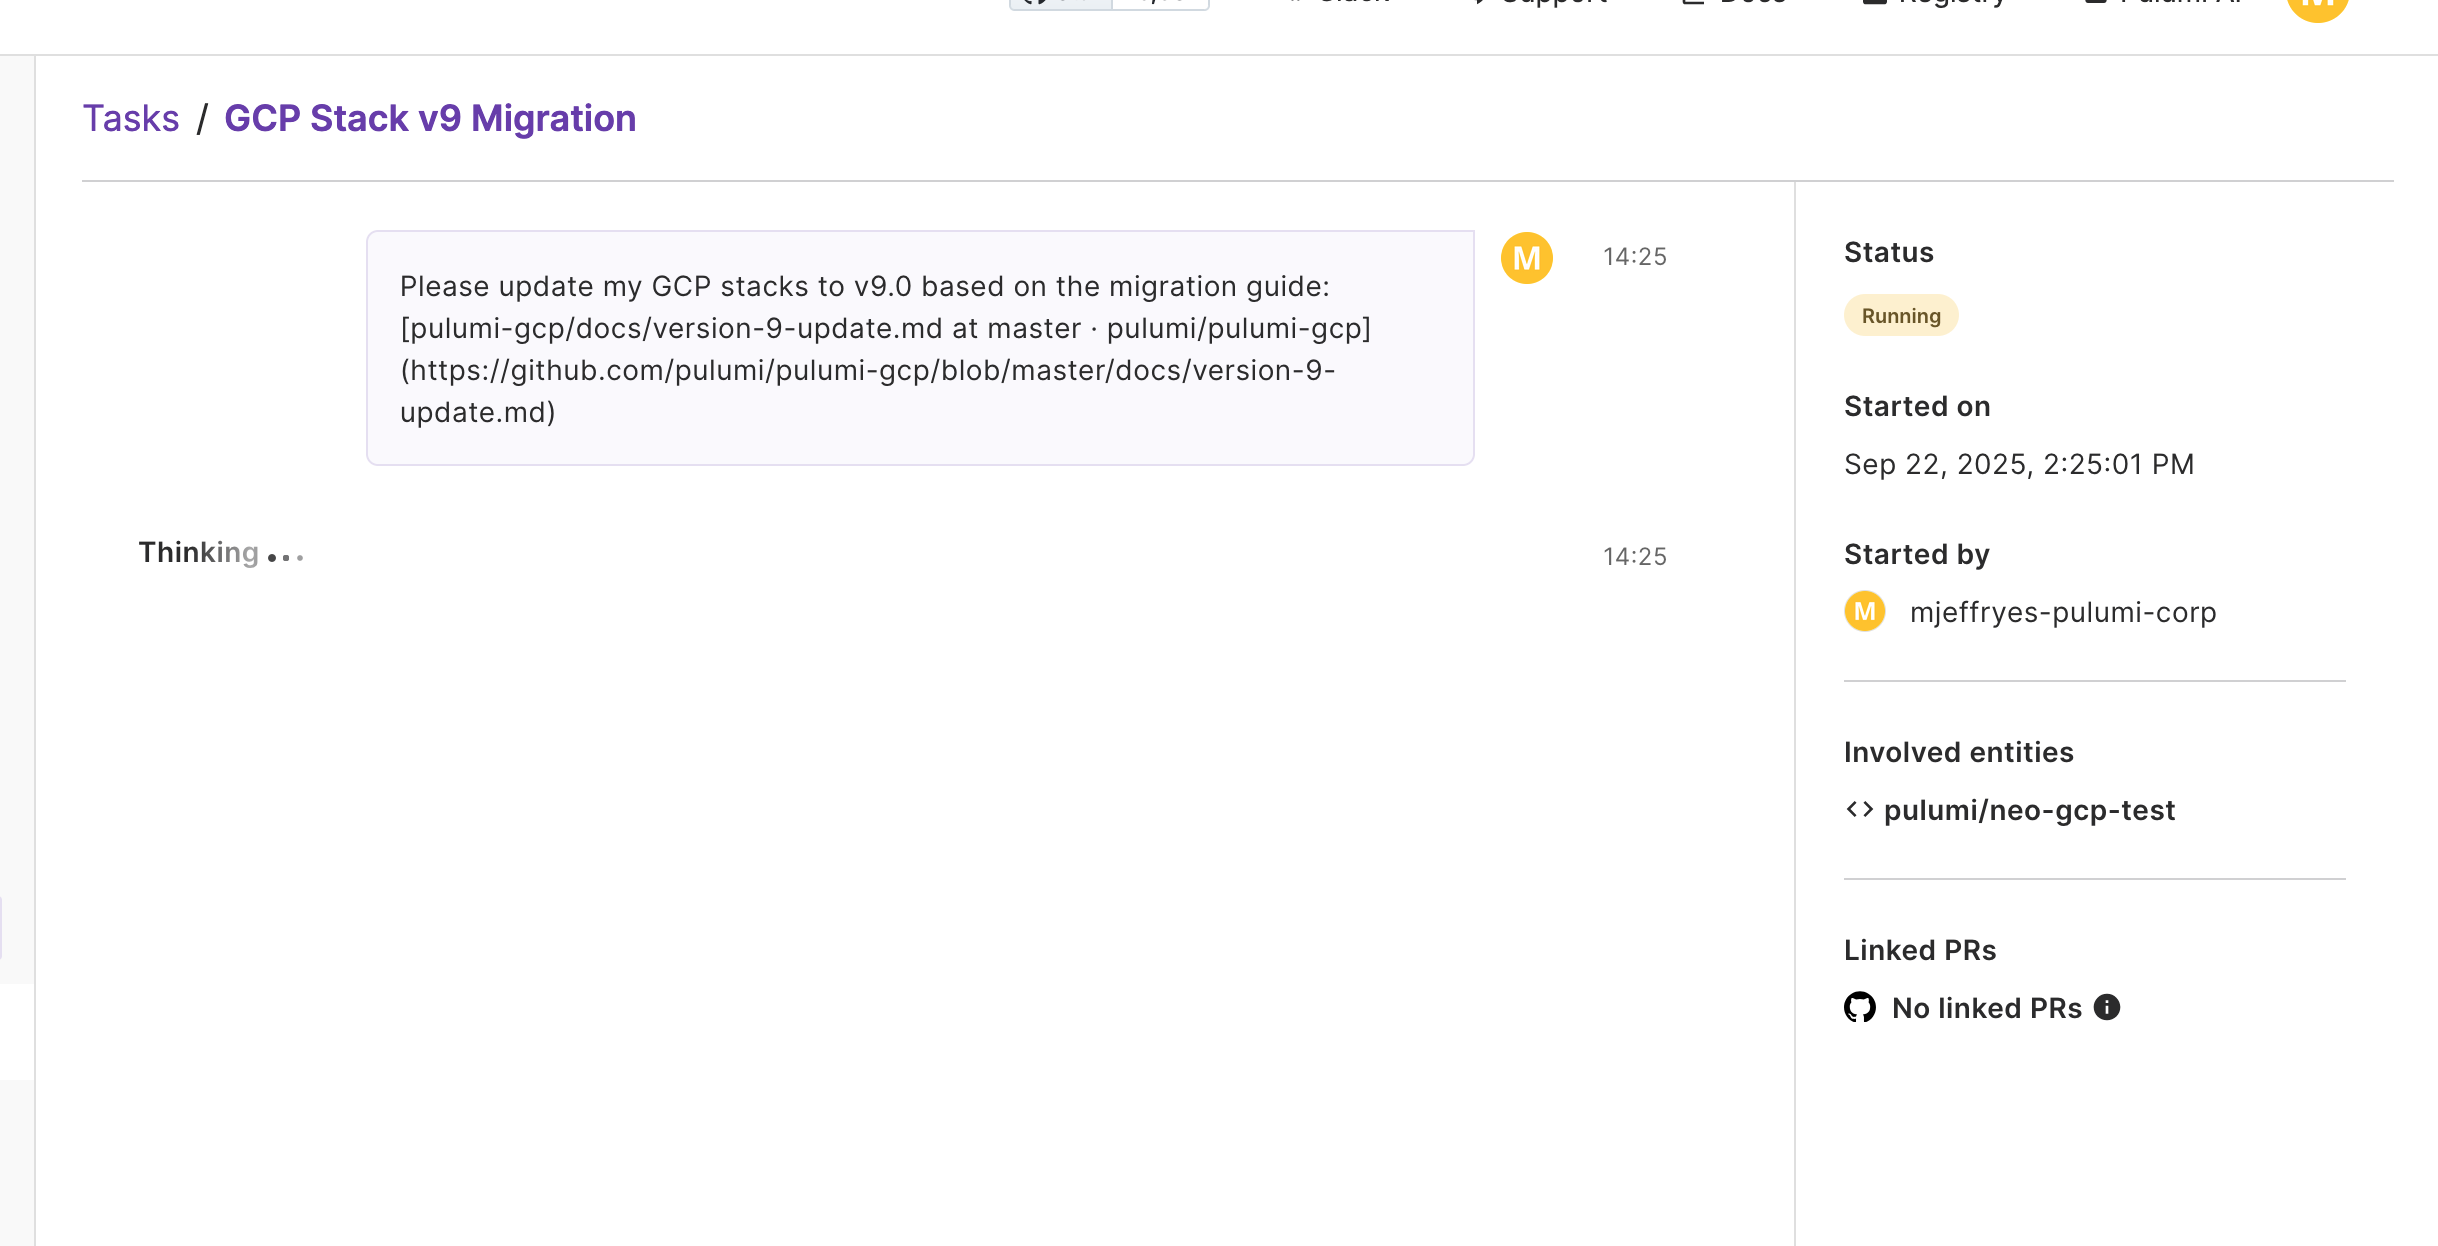 Slack
Support
Docs
Registry
Pulumi AI
M
Tasks / GCP Stack v9 Migration
Please update my GCP stacks to v9.0 based on the migration guide:
[pulumi-gcp/docs/version-9-update.md at master · pulumi/pulumi-gcp]
(https://github.com/pulumi/pulumi-gcp/blob/master/docs/version-9-
update.md)
M
14:25
Thinking ...
14:25
Status
Running
Started on
Sep 22, 2025, 2:25:01 PM
Started by
M mjeffryes-pulumi-corp
Involved entities
<> pulumi/neo-gcp-test
Linked PRs
No linked PRs